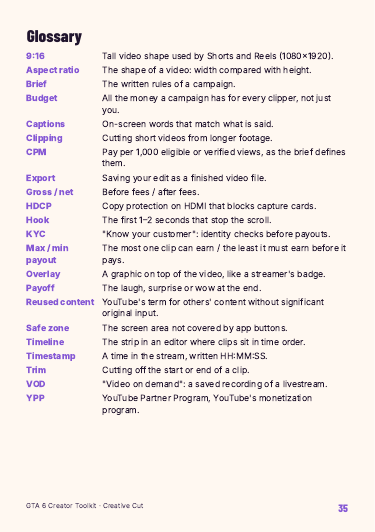 Glossary
9:16 Tall video shape used by Shorts and Reels (1080×1920).
Aspect ratio The shape of a video: width compared with height.
Brief The written rules of a campaign.
Budget All the money a campaign has for every clipper, not just
you.
Captions On-screen words that match what is said.
Clipping Cutting short videos from longer footage.
CPM Pay per 1,000 eligible or verified views, as the brief defines
them.
Export Saving your edit as a finished video file.
Gross / net Before fees / after fees.
HDCP Copy protection on HDMI that blocks capture cards.
Hook The first 1–2 seconds that stop the scroll.
KYC "Know your customer": identity checks before payouts.
Max / min The most one clip can earn / the least it must earn before it
payout pays.
Overlay A graphic on top of the video, like a streamer's badge.
Payoff The laugh, surprise or wow at the end.
Reused content YouTube's term for others' content without significant
original input.
Safe zone The screen area not covered by app buttons.
Timeline The strip in an editor where clips sit in time order.
Timestamp A time in the stream, written HH:MM:SS.
Trim Cutting off the start or end of a clip.
VOD "Video on demand": a saved recording of a livestream.
YPP YouTube Partner Program, YouTube's monetization
program.
GTA 6 Creator Toolkit · Creative Cut 35